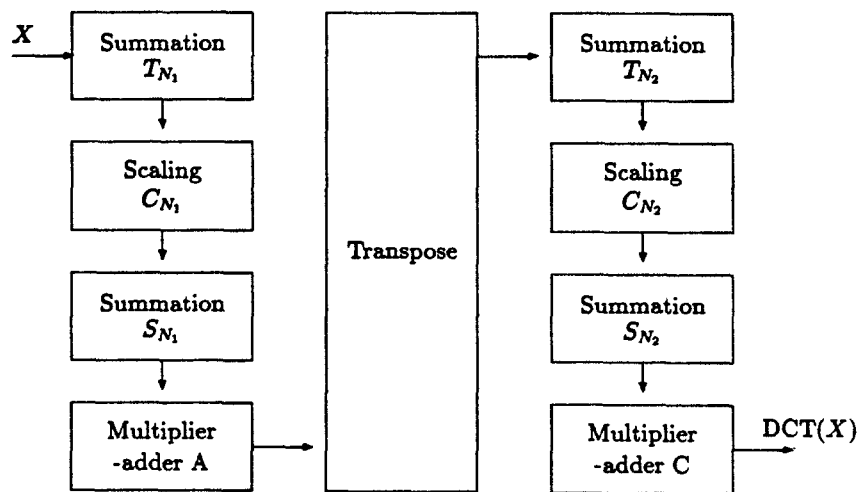 X
Summation
T_{N_1}
Scaling
C_{N_1}
Summation
S_{N_1}
Multiplier
-adder A
Transpose
Summation
T_{N_2}
Scaling
C_{N_2}
Summation
S_{N_2}
Multiplier
-adder C
DCT(X)